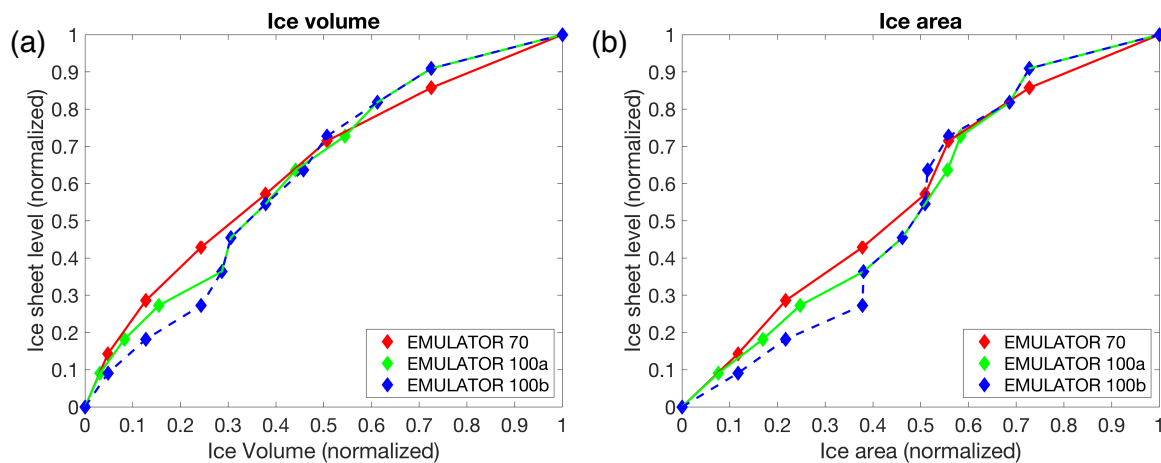 Ice volume
(a)
1
0.9
0.8
0.7
0.6
0.5
0.4
0.3
0.2
0.1
0
Ice sheet level (normalized)
EMULATOR 70
EMULATOR 100a
EMULATOR 100b
0 0.1 0.2 0.3 0.4 0.5 0.6 0.7 0.8 0.9 1
Ice Volume (normalized)
Ice area
(b)
1
0.9
0.8
0.7
0.6
0.5
0.4
0.3
0.2
0.1
0
Ice sheet level (normalized)
EMULATOR 70
EMULATOR 100a
EMULATOR 100b
0 0.1 0.2 0.3 0.4 0.5 0.6 0.7 0.8 0.9 1
Ice area (normalized)